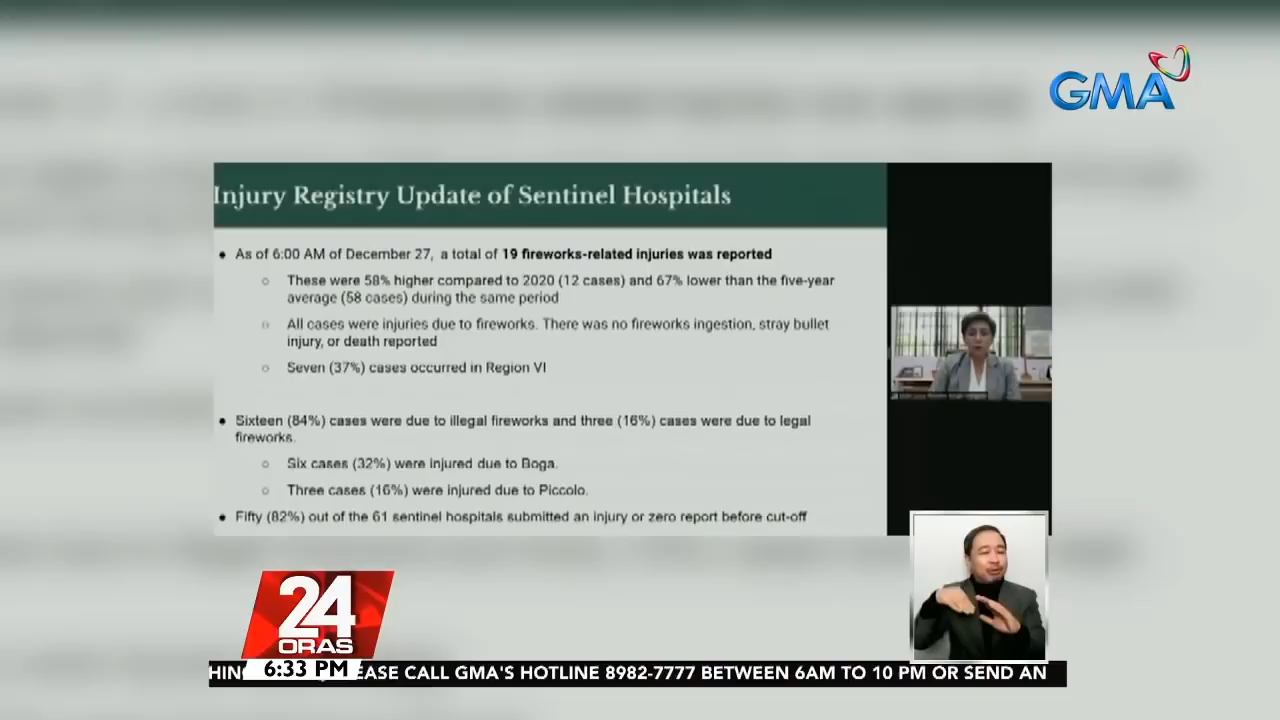 GMA
Injury Registry Update of Sentinel Hospitals
As of 6:00 AM of December 27, a total of 19 fireworks-related injuries was reported
These were 58% higher compared to 2020 (12 cases) and 67% lower than the five-year
average (58 cases) during the same period
All cases were injuries due to fireworks. There was no fireworks ingestion, stray bullet
injury, or death reported
Seven (37%) cases occurred in Region VI
Sixteen (84%) cases were due to illegal fireworks and three (16%) cases were due to legal
fireworks.
Six cases (32%) were injured due to Boga.
Three cases (16%) were injured due to Piccolo.
Fifty (82%) out of the 61 sentinel hospitals submitted an injury or zero report before cut-off
24
ORAS
6:33 PM
CALL GMA'S HOTLINE 8982-7777 BETWEEN 6AM TO 10 PM OR SEND AN